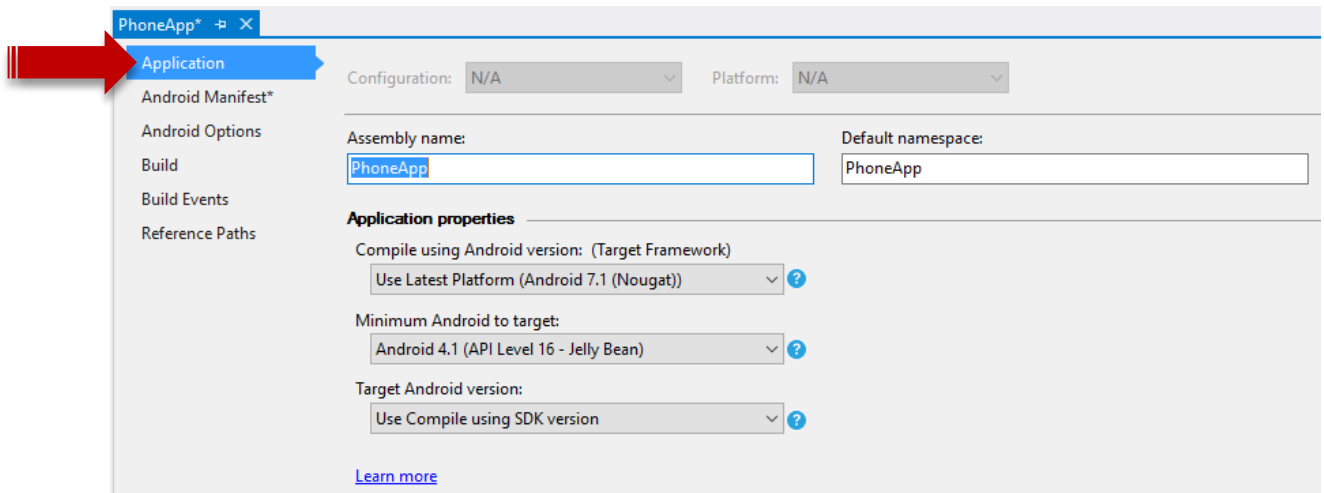 PhoneApp*
Application
Configuration: N/A Platform: N/A
Android Manifest*
Android Options
Assembly name: Default namespace:
Build
PhoneApp PhoneApp
Build Events
Application properties
Reference Paths
Compile using Android version: (Target Framework)
Use Latest Platform (Android 7.1 (Nougat))
Minimum Android to target:
Android 4.1 (API Level 16 - Jelly Bean)
Target Android version:
Use Compile using SDK version
Learn more